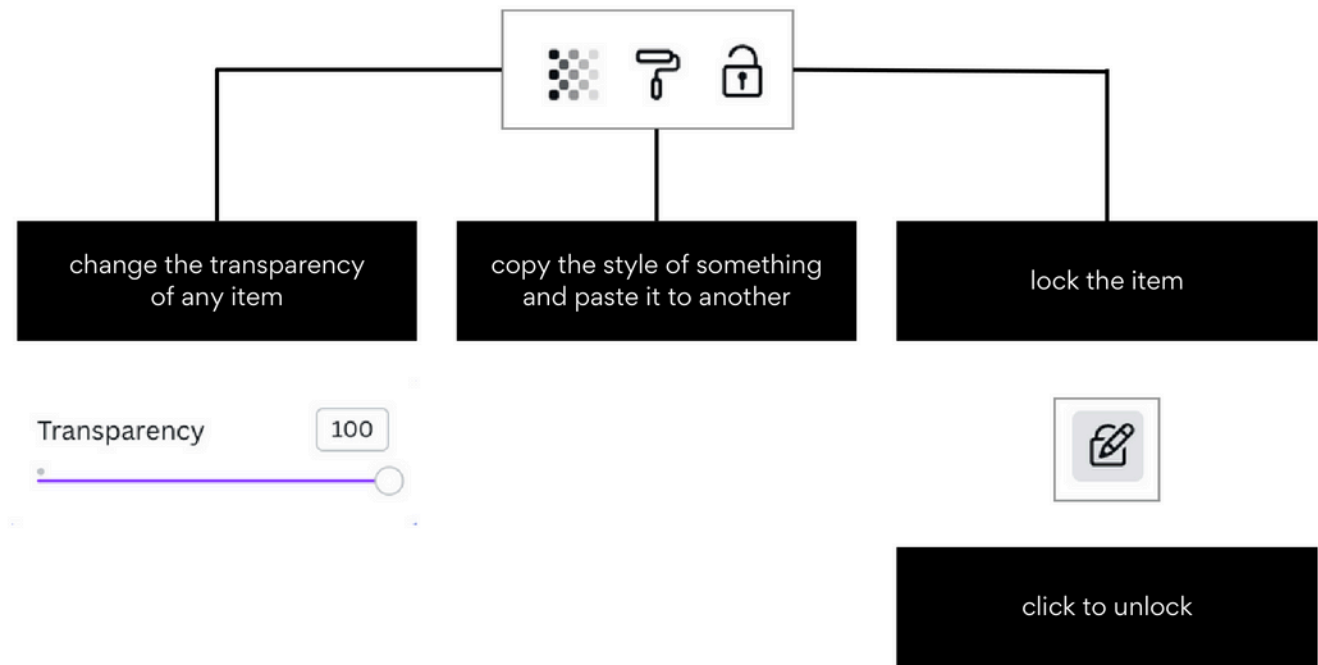 change the transparency
of any item
copy the style of something
and paste it to another
lock the item
Transparency
100
click to unlock